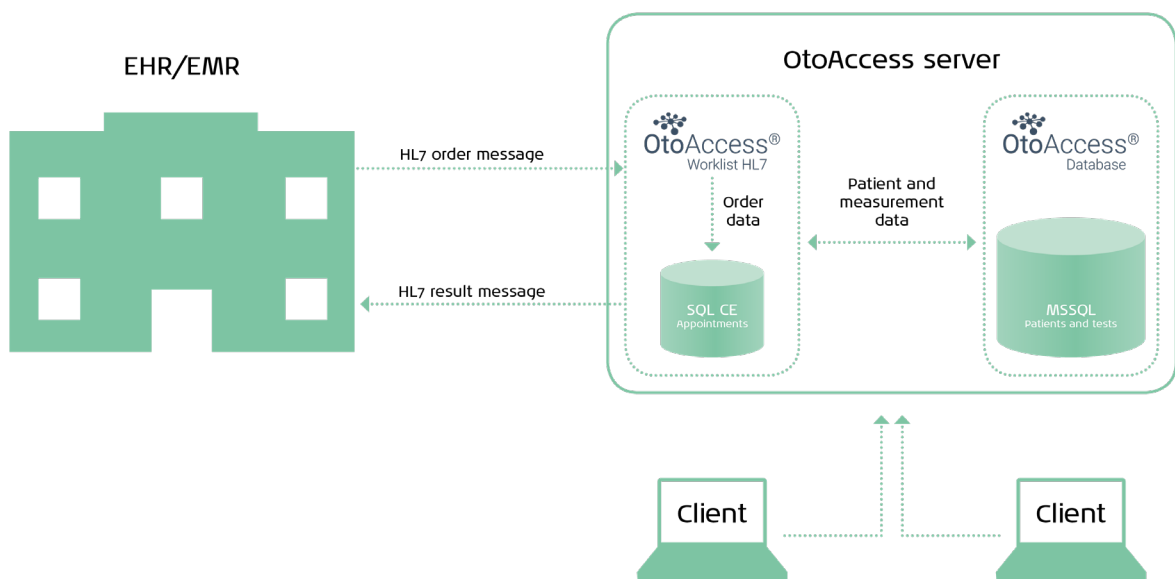 EHR/EMR
OtoAccess server
HL7 order message
HL7 result message
OtoAccess®
Worklist HL7
Order
data
SQL CE
Appointments
Patient and
measurement
data
OtoAccess®
Database
MSSQL
Patients and tests
Client
Client